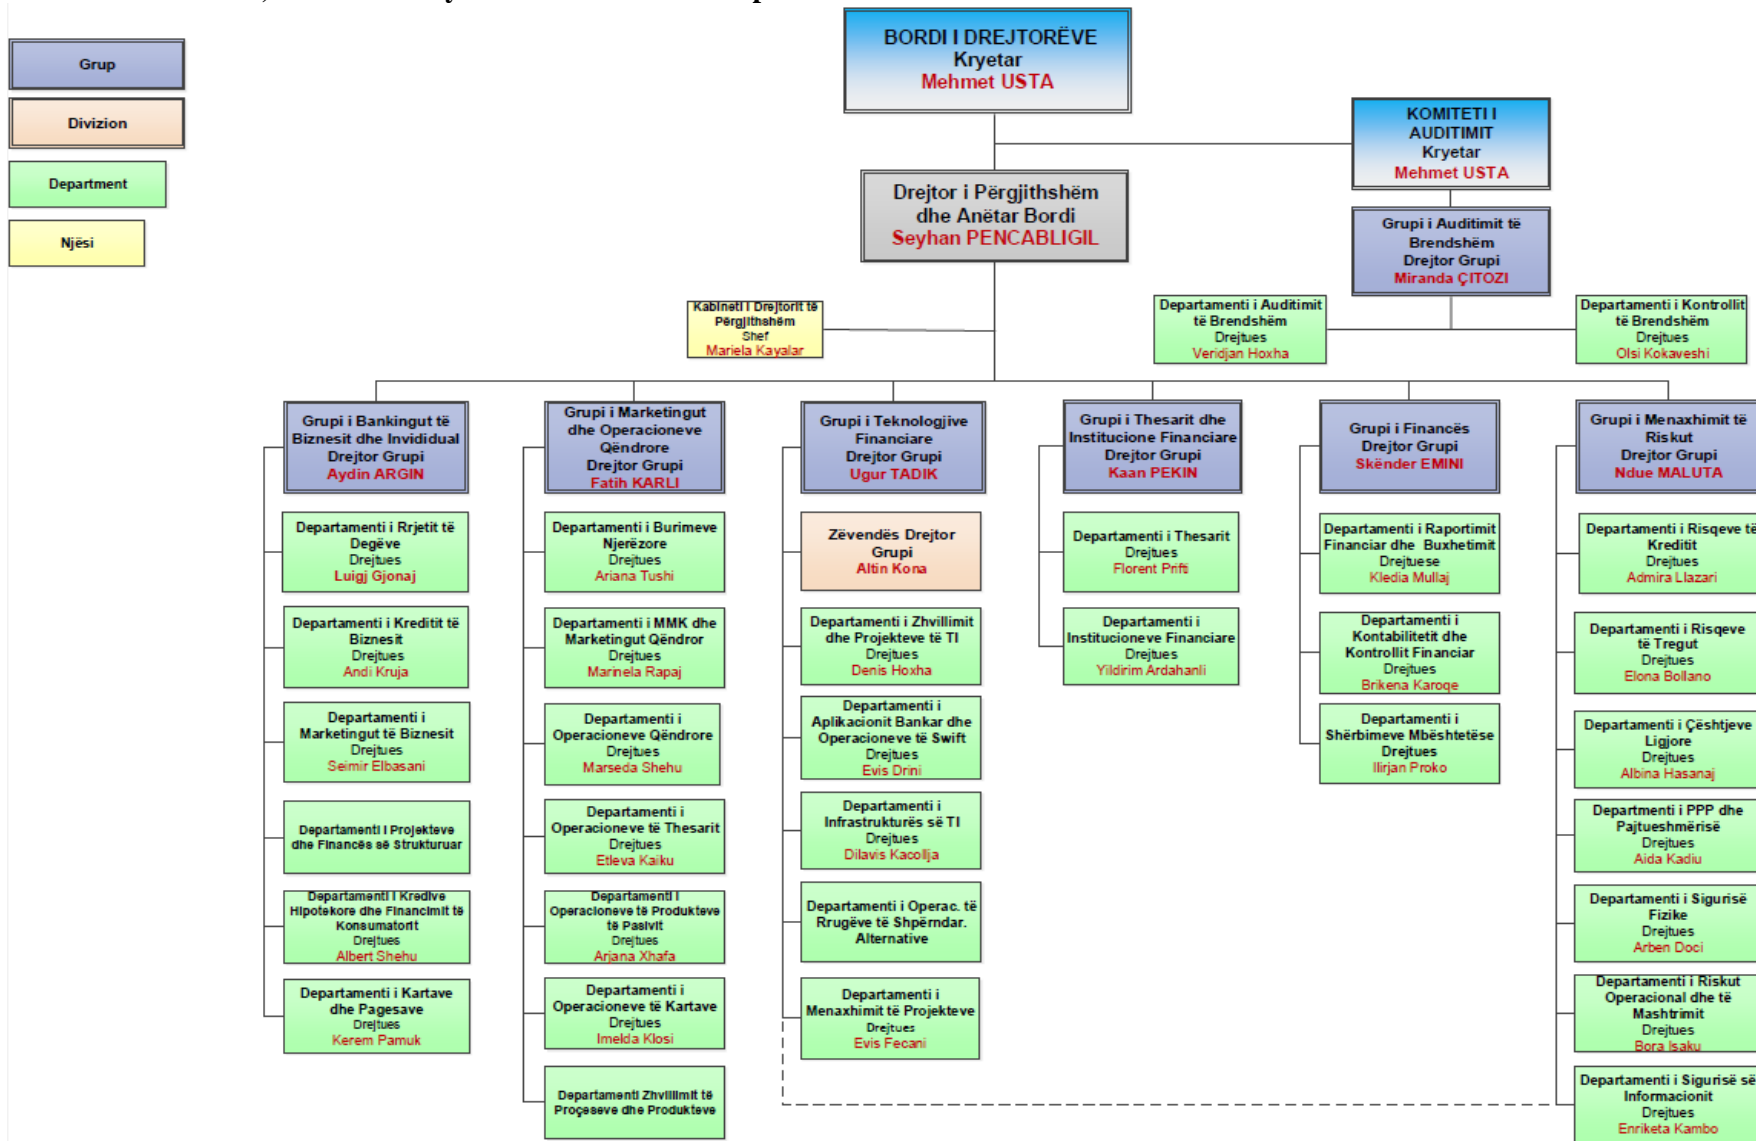 Grup
Divizion
Department
Njësi
BORDI I DREJTORËVE
Kryetar
Mehmet USTA
KOMITETI I
AUDITIMIT
Kryetar
Mehmet USTA
Drejtor i Përgjithshëm
dhe Anëtar Bordi
Seyhan PENCABLIGIL
Grupi i Auditimit të
Brendshëm
Drejtor Grupi
Miranda ÇITOZI
Kabineti i Drejtorit të
Përgjithshëm
Shef
Mariela Kayalar
Departamenti i Auditimit
të Brendshëm
Drejtues
Veridjan Hoxha
Departamenti i Kontrollit
të Brendshëm
Drejtues
Olsi Kokaveshi
Grupi i Bankingut të
Biznesit dhe Invididual
Drejtor Grupi
Aydin ARGIN
Departamenti i Rrjetit të
Degëve
Drejtues
Luigj Gjonaj
Departamenti i Kreditit të
Biznesit
Drejtues
Andi Kruja
Departamenti i
Marketingut të Biznesit
Drejtues
Seimir Elbasani
Departamenti i Projekteve
dhe Financës së Strukturuar
Departamenti i Kredive
Hipotekore dhe Financimit të
Konsumatorit
Drejtues
Albert Shehu
Departamenti i Kartave
dhe Pagesave
Drejtues
Kerem Pamuk
Grupi i Marketingut
dhe Operacioneve
Qëndrore
Drejtor Grupi
Fatih KARLI
Departamenti i Burimeve
Njerëzore
Drejtues
Ariana Tushi
Departamenti i MMK dhe
Marketingut Qëndror
Drejtues
Marinela Rapaj
Departamenti i
Operacioneve Qëndrore
Drejtues
Marseda Shehu
Departamenti i
Operacioneve të Thesarit
Drejtues
Etleva Kaiku
Departamenti i
Operacioneve të Produkteve
të Pasivit
Drejtues
Arjana Xhafa
Departamenti i
Operacioneve të Kartave
Drejtues
Imelda Klosi
Departamenti Zhvillimit të
Proçeseve dhe Produkteve
Grupi i Teknologjive
Financiare
Drejtor Grupi
Ugur TADIK
Zëvendës Drejtor
Grupi
Altin Kona
Departamenti i Zhvillimit
dhe Projekteve të TI
Drejtues
Denis Hoxha
Departamenti i
Aplikacionit Bankar dhe
Operacioneve të Swift
Drejtues
Evis Drini
Departamenti i
Infrastrukturës së TI
Drejtues
Dilavis Kacollja
Departamenti i Operac. të
Rrugëve të Shpërndar.
Alternative
Departamenti i
Menaxhimit të Projekteve
Drejtues
Evis Fecani
Grupi i Thesarit dhe
Institucione Financiare
Drejtor Grupi
Kaan PEKIN
Departamenti i Thesarit
Drejtues
Florent Prifti
Departamenti i
Institucioneve Financiare
Drejtues
Yildirim Ardahanli
Grupi i Financës
Drejtor Grupi
Skënder EMINI
Departamenti i Raportimit
Financiar dhe Buxhetimit
Drejtuese
Kledia Mullaj
Departamenti i
Kontabilitetit dhe
Kontrollit Financiar
Drejtues
Brikena Karoqe
Departamenti i
Shërbimeve Mbështetëse
Drejtues
Ilirjan Proko
Grupi i Menaxhimit të
Riskut
Drejtor Grupi
Ndue MALUTA
Departamenti i Risqeve të
Kreditit
Drejtues
Admira Llazari
Departamenti i Risqeve
të Tregut
Drejtues
Elona Bollano
Departamenti i Çështjeve
Ligjore
Drejtues
Albina Hasanaj
Departmenti i PPP dhe
Pajtueshmërisë
Drejtues
Aida Kadiu
Departamenti i Sigurisë
Fizike
Drejtues
Arben Doci
Departamenti i Riskut
Operacional dhe të
Mashtrimit
Drejtues
Bora Isaku
Departamenti i Sigurisë së
Informacionit
Drejtues
Enriketa Kambo